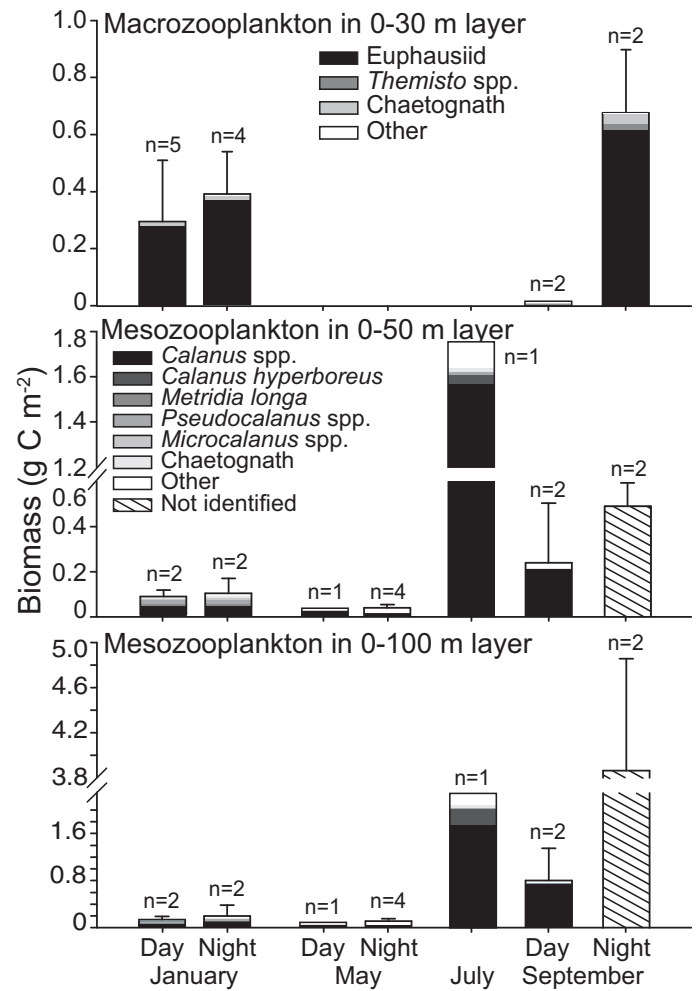 Macrozooplankton in 0-30 m layer
Euphausiid
Themisto spp.
Chaetognath
Other
1.0
0.8
0.6
0.4
0.2
0
n=5
n=4
n=2
n=2
Mesozooplankton in 0-50 m layer
Calanus spp.
Calanus hyperboreus
Metridia longa
Pseudocalanus spp.
Microcalanus spp.
Chaetognath
Other
Not identified
1.8
1.6
1.4
1.2
0.6
0.4
0.2
0
n=2
n=2
n=1
n=4
n=1
n=2
n=2
Biomass (g C m-2)
Mesozooplankton in 0-100 m layer
5.0
4.6
4.2
3.8
1.6
0.8
0
n=2
n=2
n=1
n=4
n=1
n=2
n=2
Day Night Day Night Day Night
January May July September